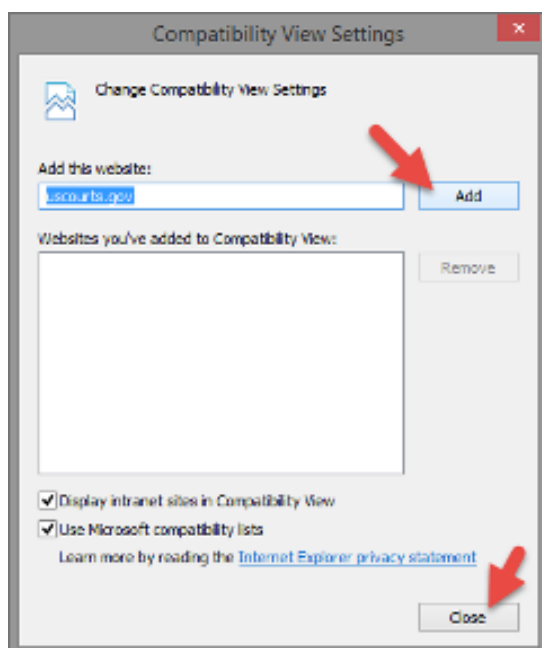 Compatibility View Settings
Change Compatibility View Settings
Add this website:
uscourts.gov
Add
Websites you've added to Compatibility View:
Remove
Display intranet sites in Compatibility View
Use Microsoft compatibility lists
Learn more by reading the Internet Explorer privacy statement
Close